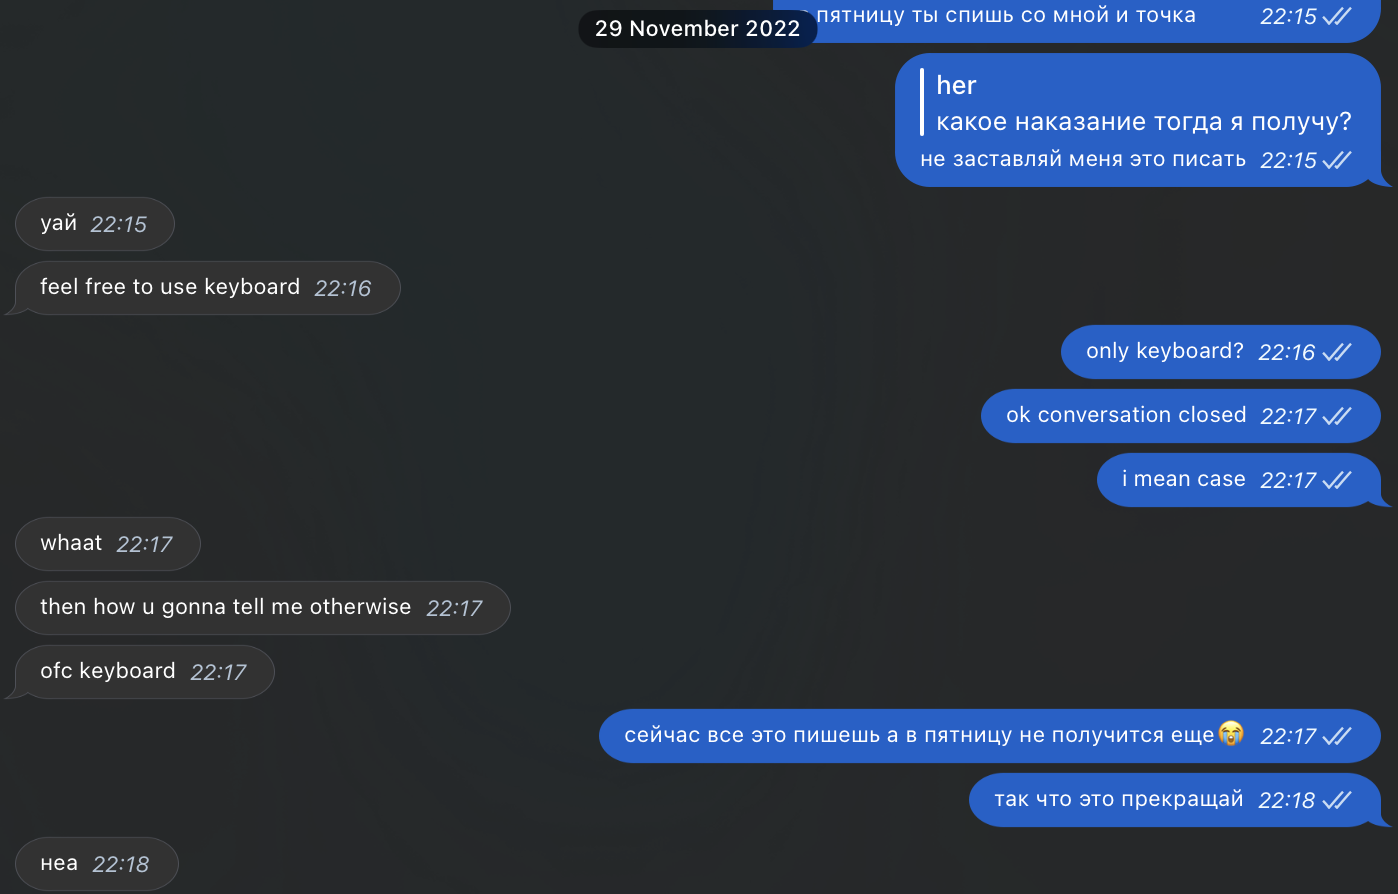 29 November 2022
пятницу ты спишь со мной и точка 22:15
her
какое наказание тогда я получу?
не заставляй меня это писать 22:15
уай 22:15
feel free to use keyboard 22:16
only keyboard? 22:16
ok conversation closed 22:17
i mean case 22:17
whaat 22:17
then how u gonna tell me otherwise 22:17
ofc keyboard 22:17
сейчас все это пишешь а в пятницу не получится еще😭 22:17
так что это прекращай 22:18
неа 22:18